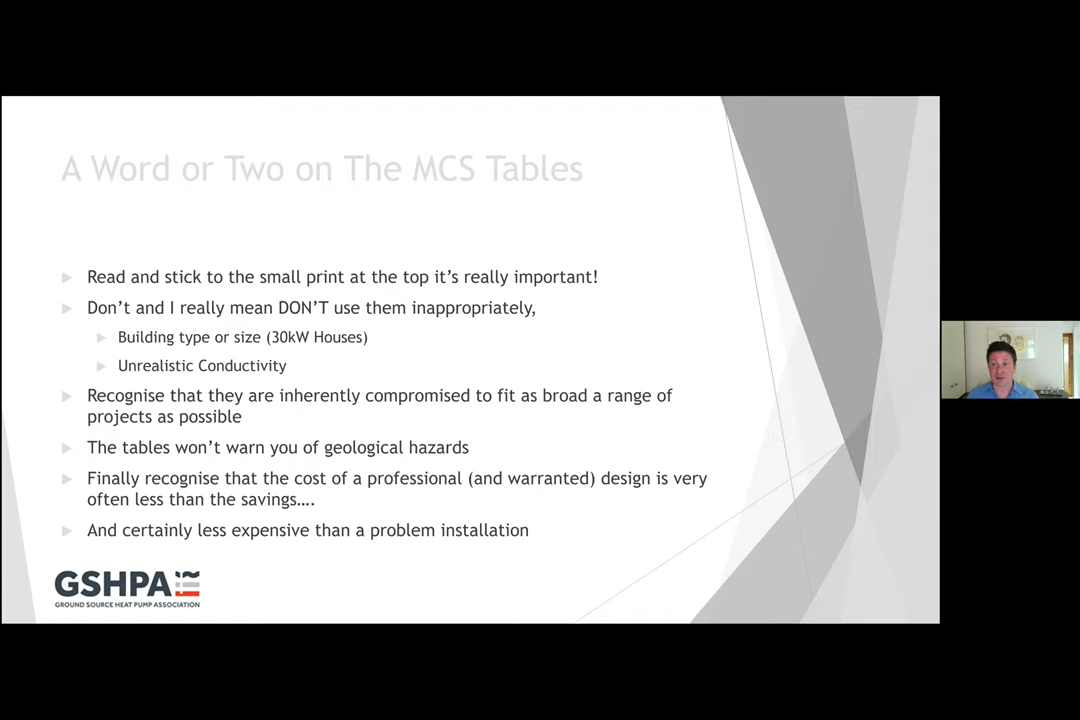 A Word or Two on The MCS Tables
Read and stick to the small print at the top it's really important!
Don't and I really mean DON'T use them inappropriately,
Building type or size (30kW Houses)
Unrealistic Conductivity
Recognise that they are inherently compromised to fit as broad a range of
projects as possible
The tables won't warn you of geological hazards
Finally recognise that the cost of a professional (and warranted) design is very
often less than the savings....
And certainly less expensive than a problem installation
GSHPA
GROUND SOURCE HEAT PUMP ASSOCIATION